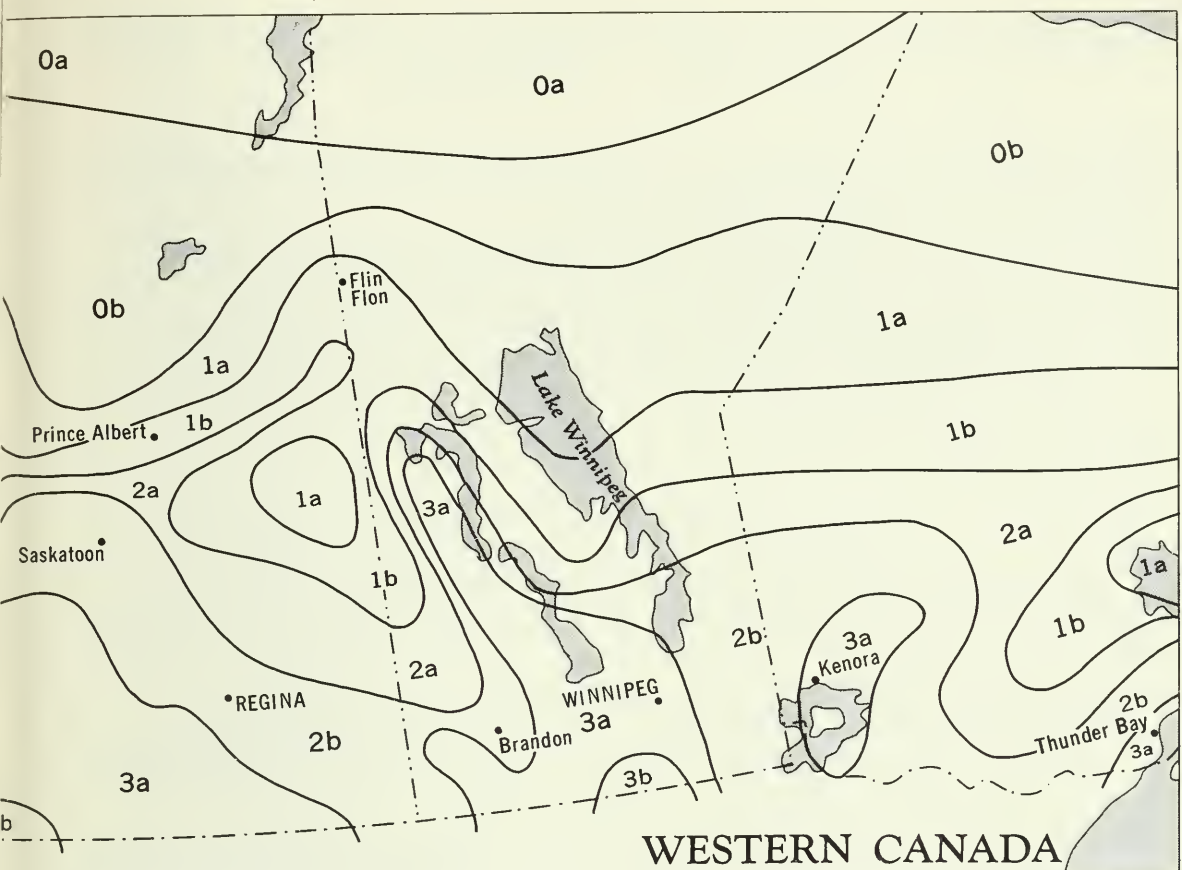 0a
0a
0b
Flin
Flon
0b
1a
1a
Lake Winnipeg
Prince Albert
1b
1b
2a
1a
3a
2a
Saskatoon
1a
1b
1b
2b
3a
Kenora
2a
REGINA
WINNIPEG
3a
2b
Brandon
2b
Thunder Bay
3a
3a
3b
b
WESTERN CANADA